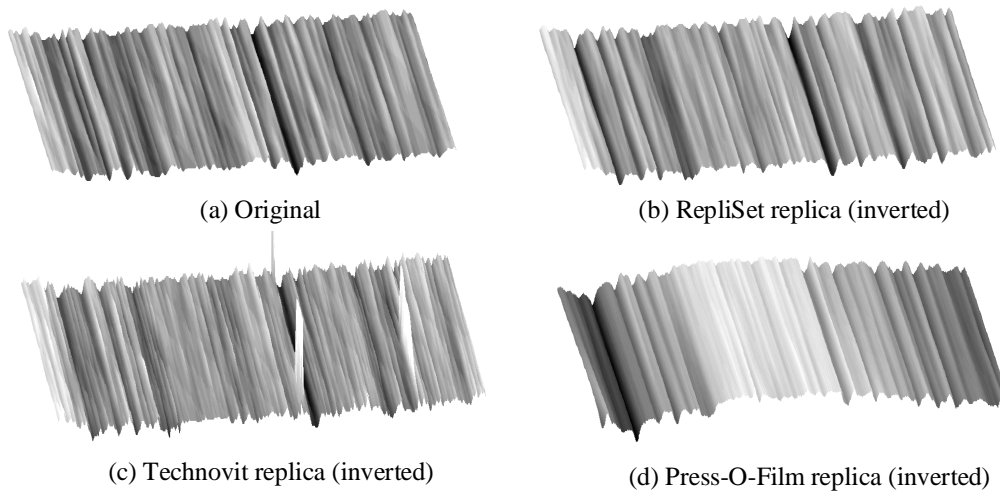 (a) Original
(b) RepliSet replica (inverted)
(c) Technovit replica (inverted)
(d) Press-O-Film replica (inverted)